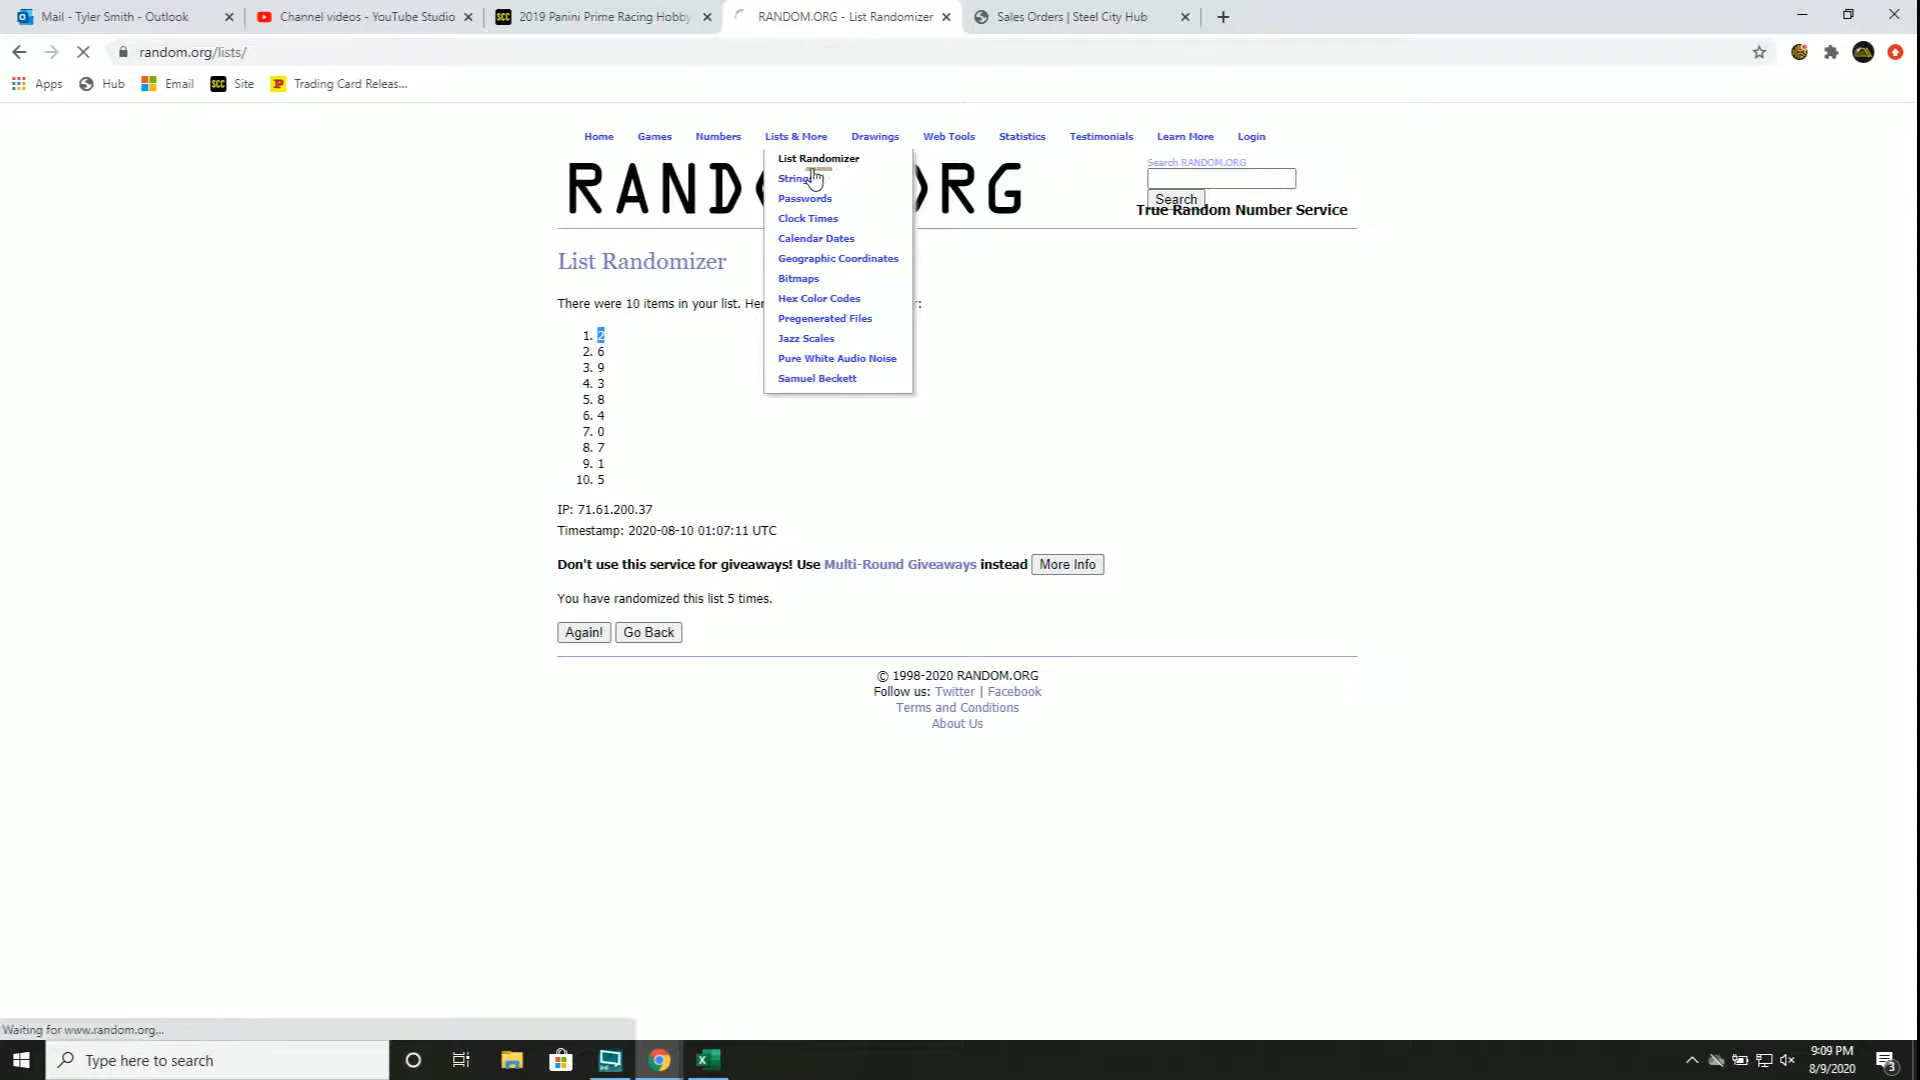 Mail - Tyler Smith - Outlook
Channel videos - YouTube Studio
SCC 2019 Panini Prime Racing Hobby
RANDOM.ORG - List Randomizer
Sales Orders | Steel City Hub
random.org/lists/
Apps Hub Email SCC Site Trading Card Releas...
Home Games Numbers Lists & More Drawings Web Tools Statistics Testimonials Learn More Login
List Randomizer
Strings
Passwords
Clock Times
Calendar Dates
Geographic Coordinates
Bitmaps
Hex Color Codes
Pregenerated Files
Jazz Scales
Pure White Audio Noise
Samuel Beckett
RAND RG
Search RANDOM.ORG
Search
True Random Number Service
List Randomizer
There were 10 items in your list. Her r:
1. 2
2. 6
3. 9
4. 3
5. 8
6. 4
7. 0
8. 7
9. 1
10. 5
IP: 71.61.200.37
Timestamp: 2020-08-10 01:07:11 UTC
Don't use this service for giveaways! Use Multi-Round Giveaways instead More Info
You have randomized this list 5 times.
Again! Go Back
© 1998-2020 RANDOM.ORG
Follow us: Twitter | Facebook
Terms and Conditions
About Us
Waiting for www.random.org...
Type here to search
9:09 PM
8/9/2020
3